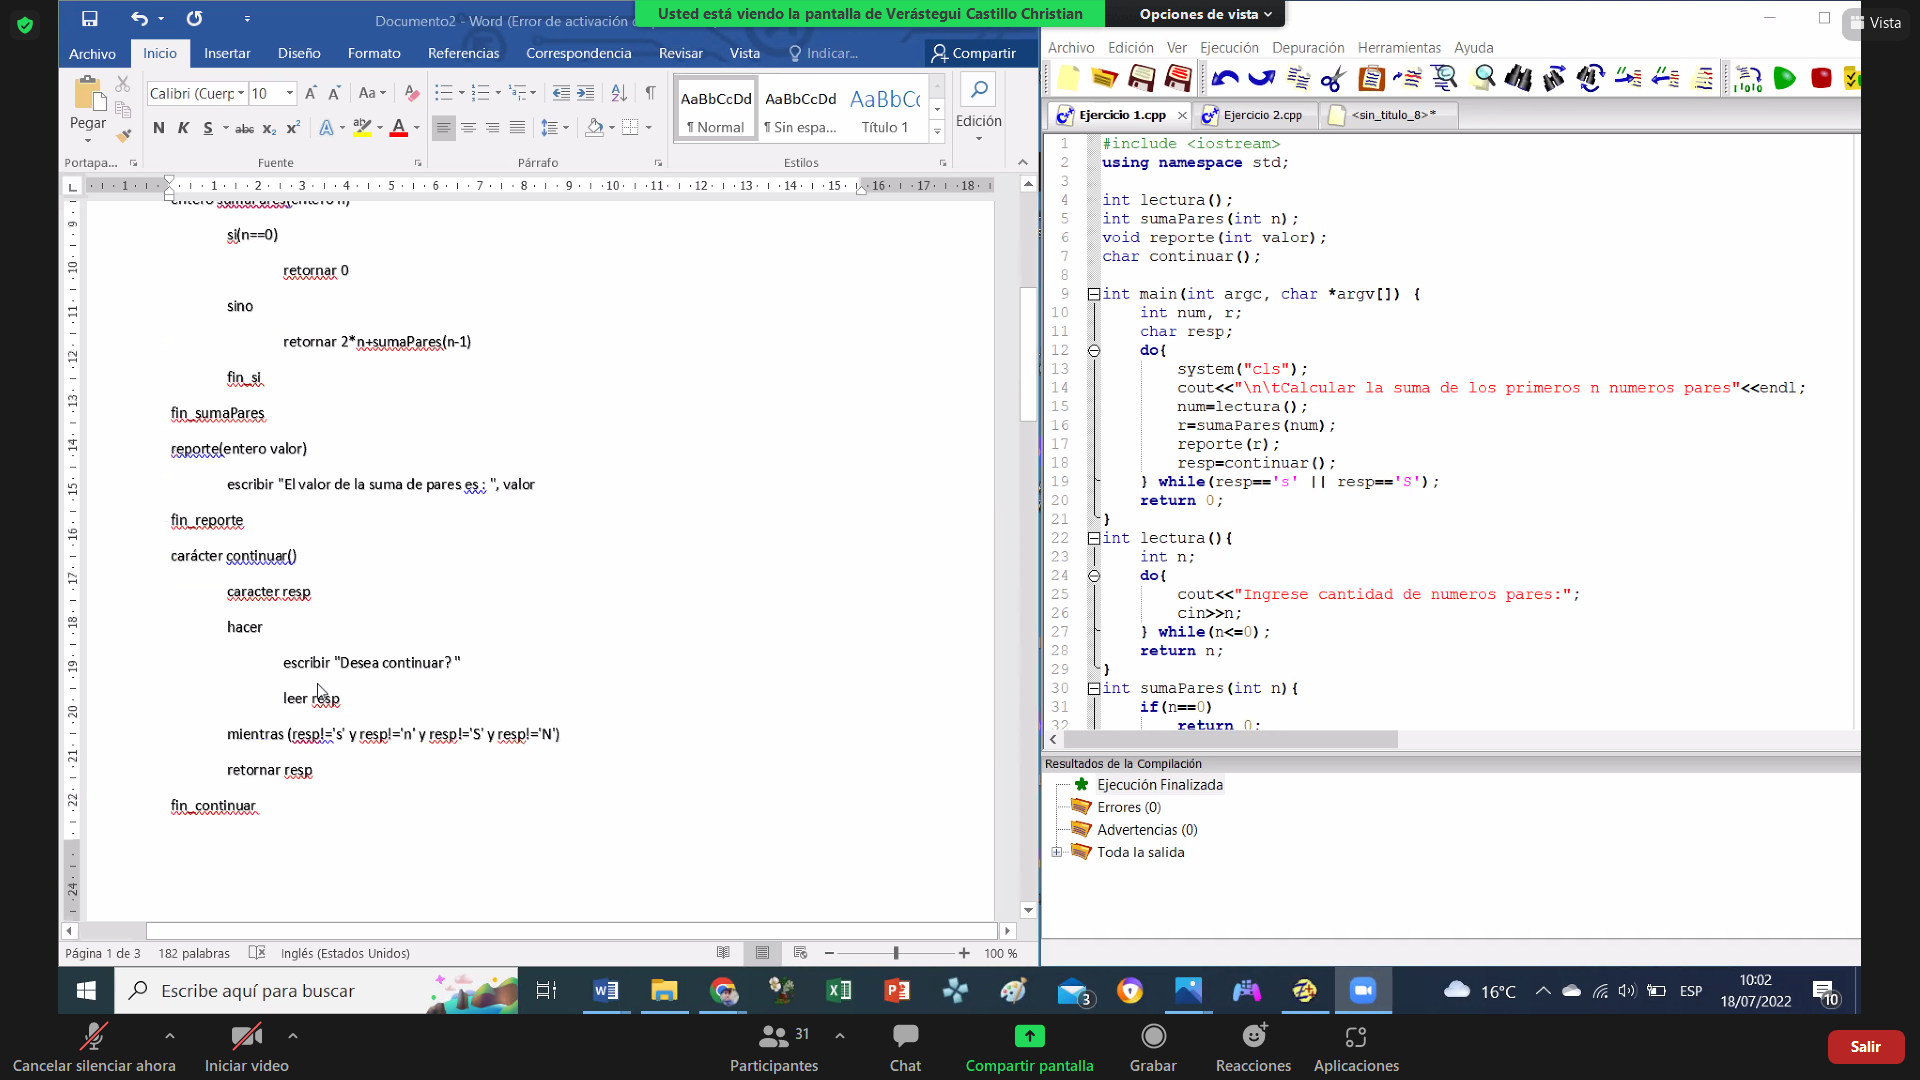 Usted está viendo la pantalla de Verástegui Castillo Christian
Opciones de vista
Vista
Documento2 - Word (Error de activación
Archivo Inicio Insertar Diseño Formato Referencias Correspondencia Revisar Vista Indicar... Compartir
Calibri (Cuerp 10
Pegar
N K S abc x₂ x² A A
Portapa... Fuente Párrafo Estilos
AaBbCcDd AaBbCcDd AaBbCc
¶ Normal ¶ Sin espa... Título 1
Edición
entero sumaPares(entero n)
si(n==0)
retornar 0
sino
retornar 2*n+sumaPares(n-1)
fin_si
fin_sumaPares
reporte(entero valor)
escribir "El valor de la suma de pares es : ", valor
fin_reporte
carácter continuar()
caracter resp
hacer
escribir "Desea continuar? "
leer resp
mientras (resp!='s' y resp!='n' y resp!='S' y resp!='N')
retornar resp
fin_continuar
Página 1 de 3 182 palabras Inglés (Estados Unidos) 100 %
Archivo Edición Ver Ejecución Depuración Herramientas Ayuda
Ejercicio 1.cpp Ejercicio 2.cpp <sin_titulo_8>*
1 #include <iostream>
2 using namespace std;
3
4 int lectura();
5 int sumaPares(int n);
6 void reporte(int valor);
7 char continuar();
8
9 int main(int argc, char *argv[]) {
10 int num, r;
11 char resp;
12 do{
13 system("cls");
14 cout<<"\n\tCalcular la suma de los primeros n numeros pares"<<endl;
15 num=lectura();
16 r=sumaPares(num);
17 reporte(r);
18 resp=continuar();
19 } while(resp=='s' || resp=='S');
20 return 0;
21 }
22 int lectura(){
23 int n;
24 do{
25 cout<<"Ingrese cantidad de numeros pares:";
26 cin>>n;
27 } while(n<=0);
28 return n;
29 }
30 int sumaPares(int n){
31 if(n==0)
32 return 0;
Resultados de la Compilación
Ejecución Finalizada
Errores (0)
Advertencias (0)
Toda la salida
Escribe aquí para buscar
3
16°C
ESP
10:02
18/07/2022
10
Cancelar silenciar ahora
Iniciar video
31
Participantes
Chat
Compartir pantalla
Grabar
Reacciones
Aplicaciones
Salir